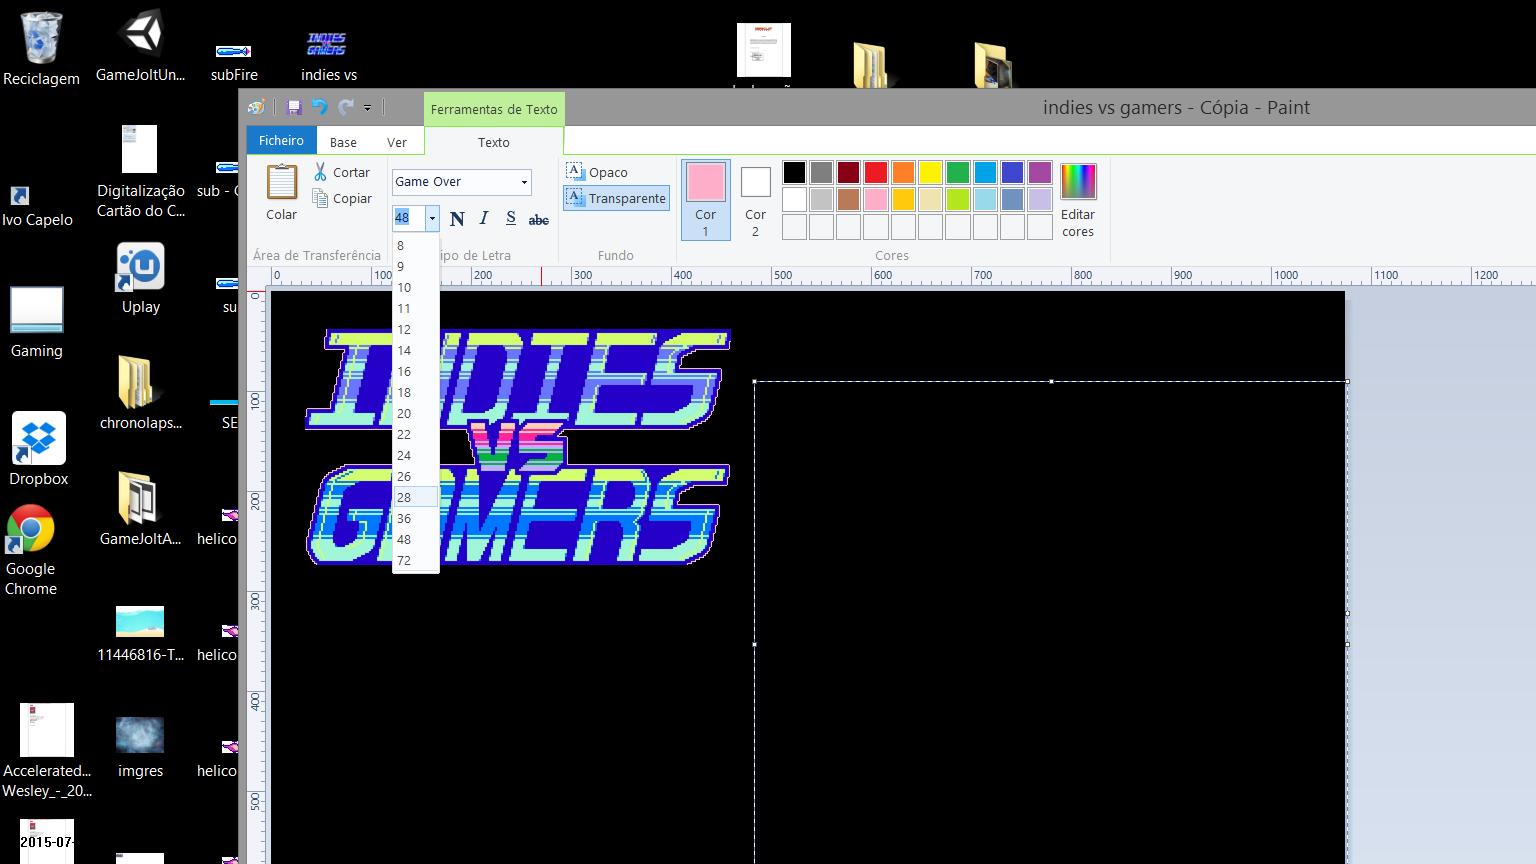 Reciclagem
GameJoltUn...
subFire
indies vs
INDIES
VS
GAMERS
Digitalização
Cartão do C...
sub - C
Ivo Capelo
Uplay
su
Gaming
chronolaps...
SE
Dropbox
GameJoltA...
helico
Google
Chrome
11446816-T...
helico
Accelerated...
Wesley_-_20...
imgres
helico
2015-07-
Ferramentas de Texto
indies vs gamers - Cópia - Paint
Ficheiro
Base
Ver
Texto
Colar
Cortar
Copiar
Área de Transferência
Game Over
48
N I S abc
ipo de Letra
Opaco
Transparente
Fundo
Cor
1
Cor
2
Editar
cores
Cores
0 100 200 300 400 500 600 700 800 900 1000 1100 1200
0
100
200
300
400
500
8
9
10
11
12
14
16
18
20
22
24
26
28
36
48
72
INDIES
VS
GAMERS